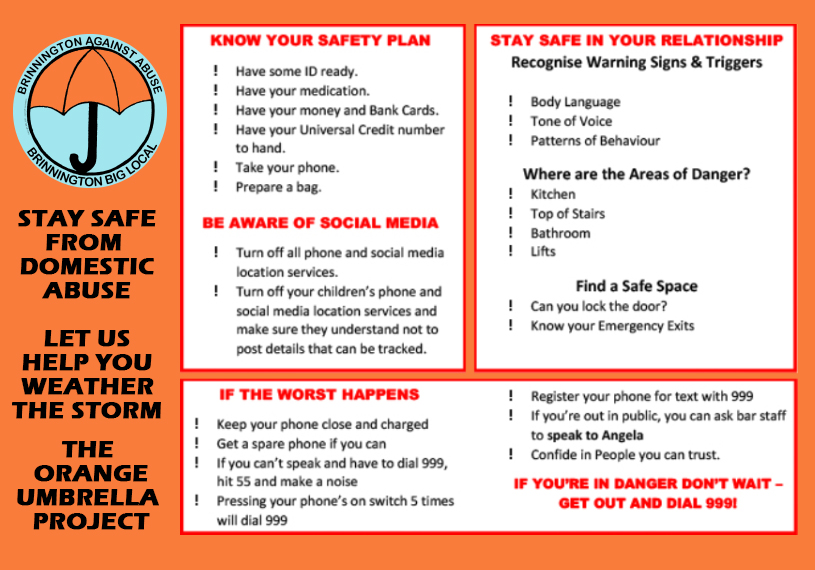 BRINNINGTON AGAINST ABUSE
BRINNINGTON BIG LOCAL
STAY SAFE
FROM
DOMESTIC
ABUSE
LET US
HELP YOU
WEATHER
THE STORM
THE
ORANGE
UMBRELLA
PROJECT
KNOW YOUR SAFETY PLAN
! Have some ID ready.
! Have your medication.
! Have your money and Bank Cards.
! Have your Universal Credit number
to hand.
! Take your phone.
! Prepare a bag.
BE AWARE OF SOCIAL MEDIA
! Turn off all phone and social media
location services.
! Turn off your children's phone and
social media location services and
make sure they understand not to
post details that can be tracked.
STAY SAFE IN YOUR RELATIONSHIP
Recognise Warning Signs & Triggers
! Body Language
! Tone of Voice
! Patterns of Behaviour
Where are the Areas of Danger?
! Kitchen
! Top of Stairs
! Bathroom
! Lifts
Find a Safe Space
! Can you lock the door?
! Know your Emergency Exits
IF THE WORST HAPPENS
! Keep your phone close and charged
! Get a spare phone if you can
! If you can't speak and have to dial 999,
hit 55 and make a noise
! Pressing your phone's on switch 5 times
will dial 999
! Register your phone for text with 999
! If you're out in public, you can ask bar staff
to speak to Angela
! Confide in People you can trust.
IF YOU'RE IN DANGER DON'T WAIT –
GET OUT AND DIAL 999!